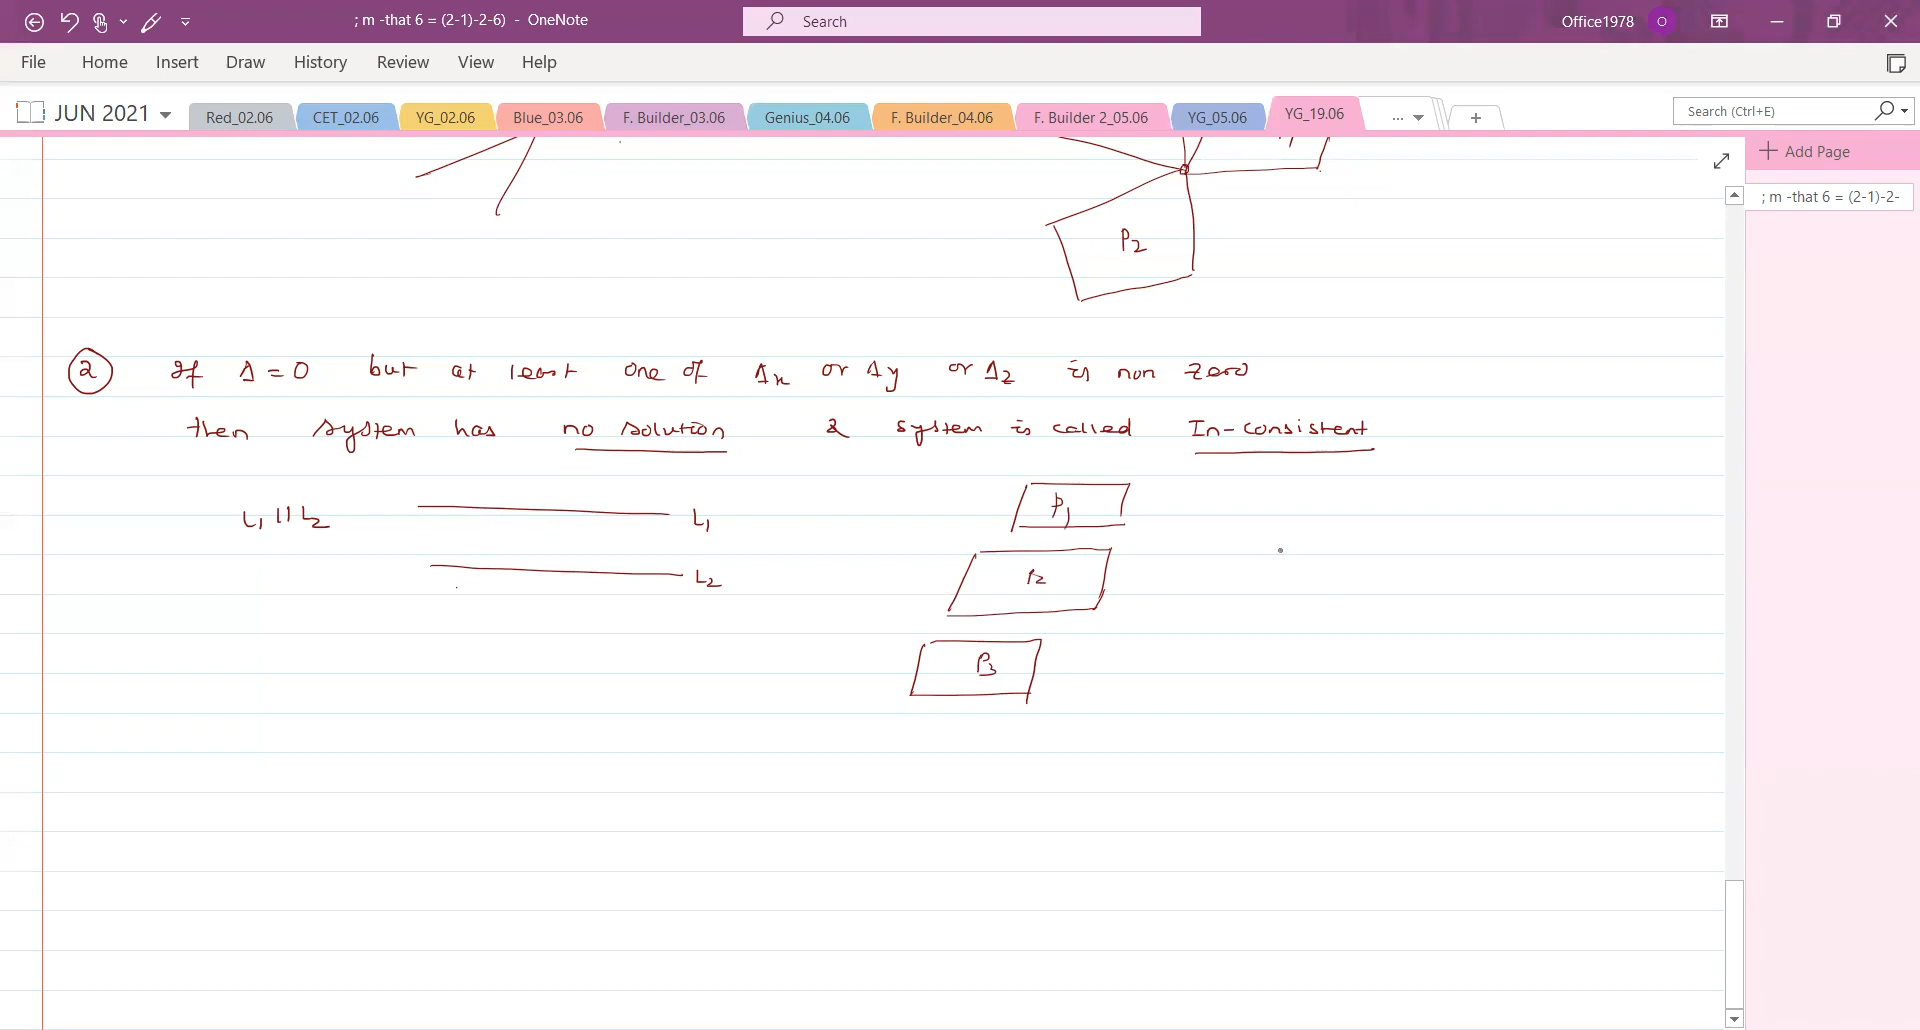 ; m -that 6 = (2-1)-2-6) - OneNote
Search
Office1978
O
File Home Insert Draw History Review View Help
JUN 2021
Red_02.06 CET_02.06 YG_02.06 Blue_03.06 F. Builder_03.06 Genius_04.06 F. Builder_04.06 F. Builder 2_05.06 YG_05.06 YG_19.06 ... +
Search (Ctrl+E)
Add Page
; m -that 6 = (2-1)-2-
P2
2 If Δ = 0 but at least one of Δx or Δy or Δz is non zero
then system has no solution & system is called In-consistent
L1 || L2
L1
L2
P1
P2
P3